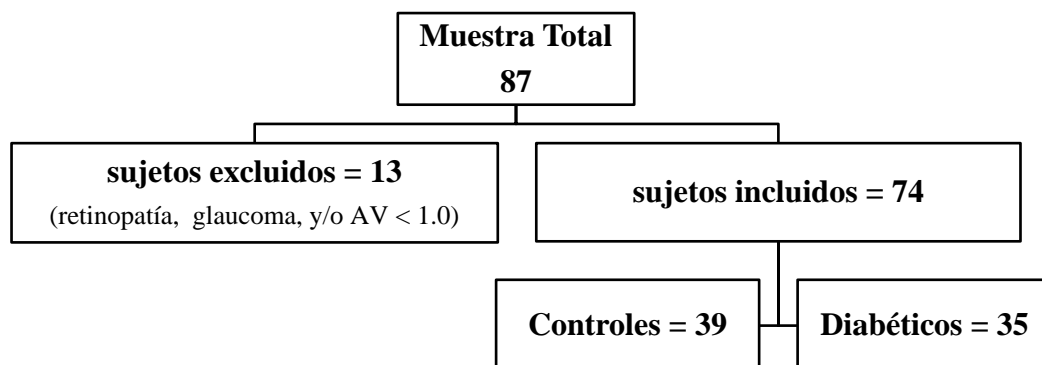 Muestra Total
87
sujetos excluidos = 13
(retinopatía, glaucoma, y/o AV < 1.0)
sujetos incluidos = 74
Controles = 39
Diabéticos = 35